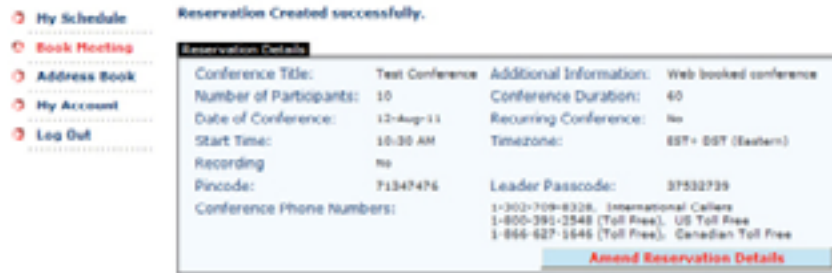 My Schedule
Book Meeting
Address Book
My Account
Log Out
Reservation Created successfully.
Reservation Details
Conference Title: Test Conference Additional Information: Web booked conference
Number of Participants: 10 Conference Duration: 60
Date of Conference: 12-Aug-11 Recurring Conference: No
Start Time: 10:30 AM Timezone: EST+ DST (Eastern)
Recording No
Pincode: 71347476 Leader Passcode: 37532739
Conference Phone Numbers: 1-302-709-8328, International Callers
1-800-391-2548 (Toll Free), US Toll Free
1-866-627-1646 (Toll Free), Canadian Toll Free
Amend Reservation Details